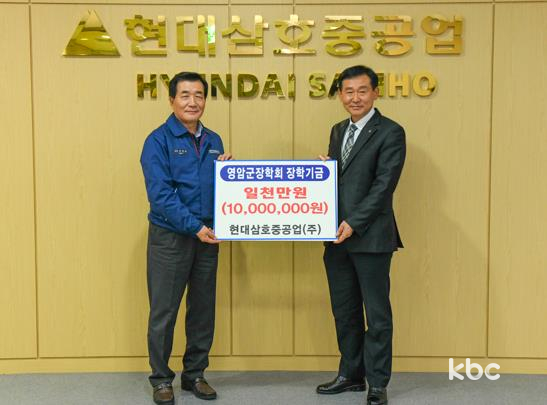 현대삼호중공업
HYUNDAI SAMHO
영암군장학회 장학기금
일천만원
(10,000,000원)
현대삼호중공업(주)
kbc